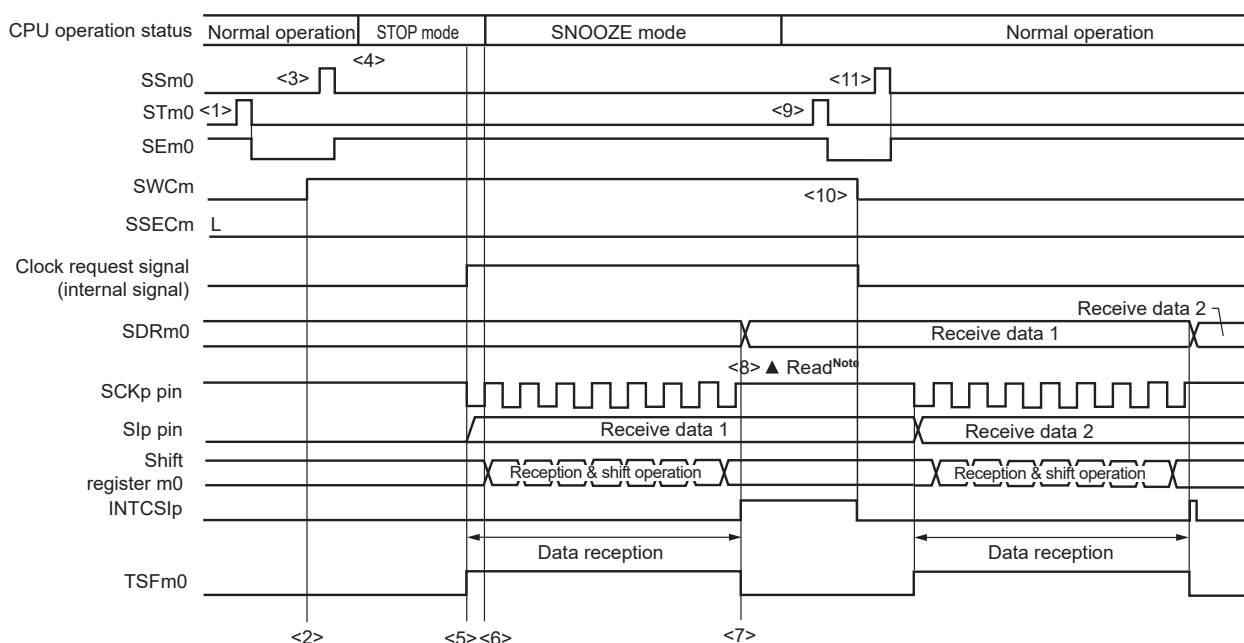 CPU operation status Normal operation STOP mode SNOOZE mode Normal operation
<4>
SSm0 <3> <11>
STm0 <1> <9>
SEm0
SWCm <10>
SSECm L
Clock request signal
(internal signal)
Receive data 2
SDRm0 Receive data 1
<8> ▲ ReadNote
SCKp pin
SIp pin Receive data 1 Receive data 2
Shift
register m0 Reception & shift operation Reception & shift operation
INTCSIp
Data reception Data reception
TSFm0
<2> <5> <6> <7>